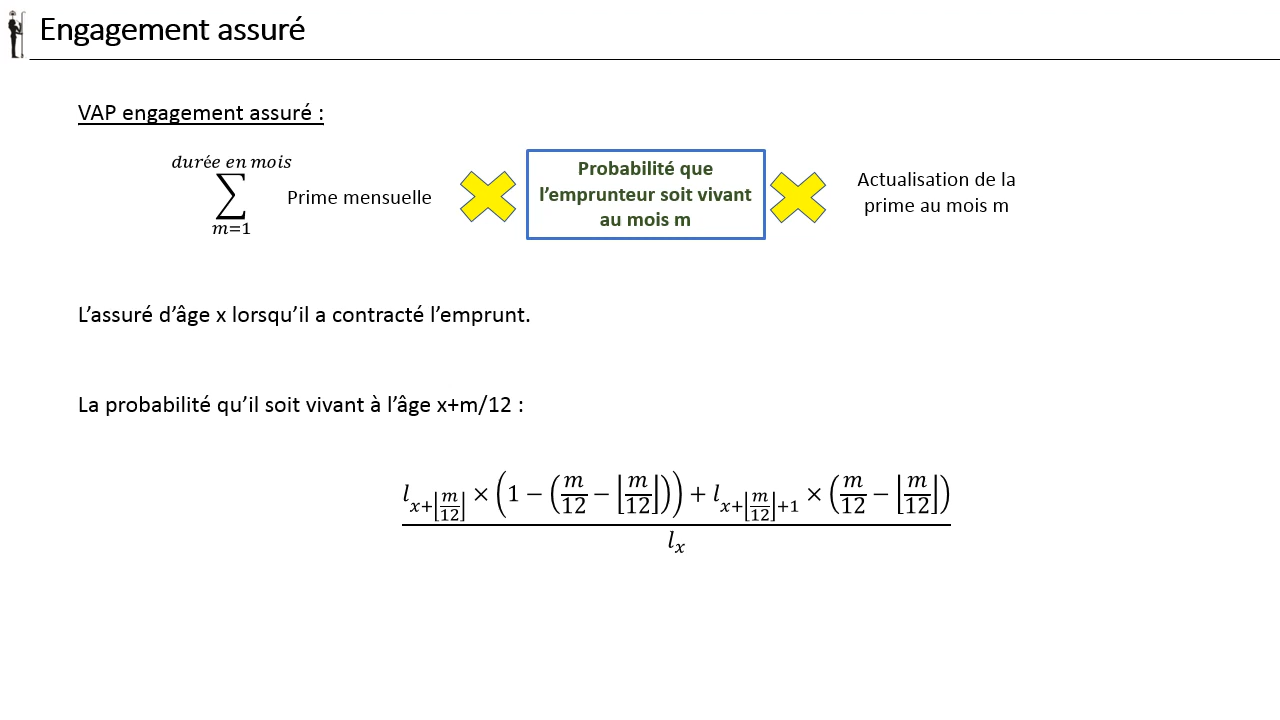 Engagement assuré
VAP engagement assuré :
durée en mois
∑ Prime mensuelle
m=1
Probabilité que
l’emprunteur soit vivant
au mois m
Actualisation de la
prime au mois m
L’assuré d’âge x lorsqu’il a contracté l’emprunt.
La probabilité qu’il soit vivant à l’âge x+m/12 :
l_{x+⌊m/12⌋} × (1 − (m/12 − ⌊m/12⌋)) + l_{x+⌊m/12⌋+1} × (m/12 − ⌊m/12⌋)
l_x